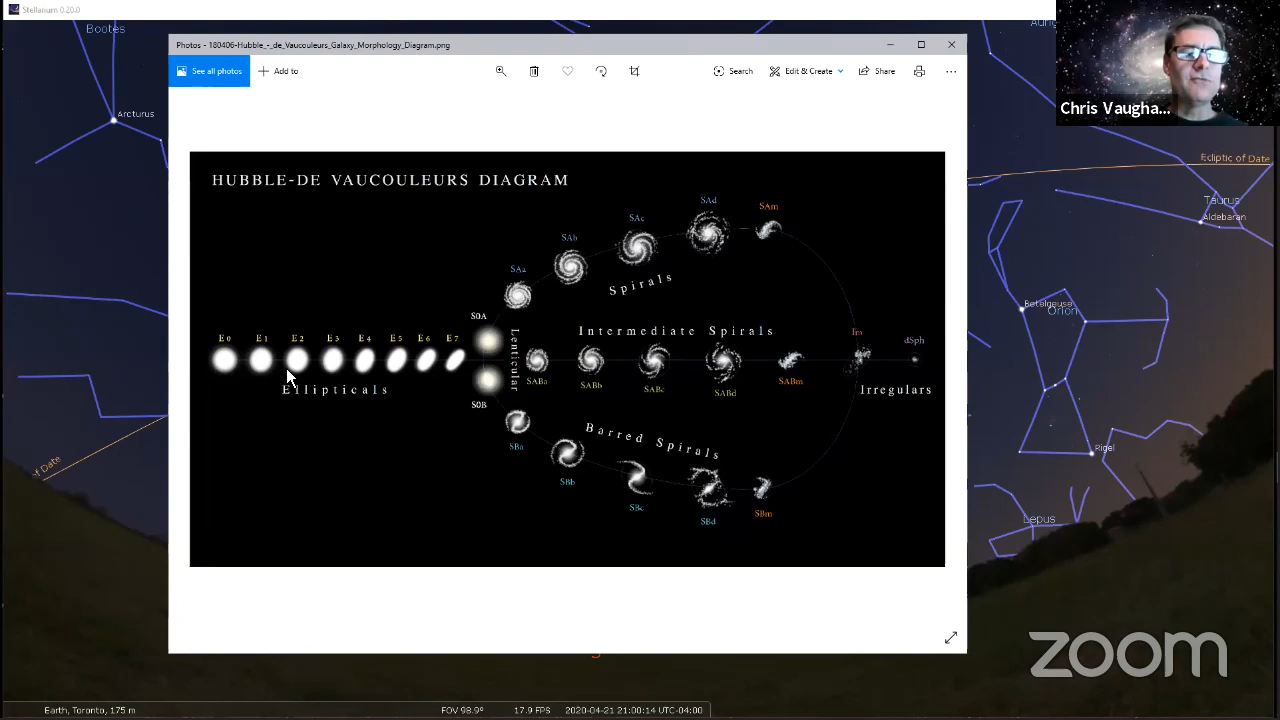 Stellarium 0.20.0
Bootes
Arcturus
Photos - 180406-Hubble_-_de_Vaucouleurs_Galaxy_Morphology_Diagram.png
See all photos
Add to
Search
Edit & Create
Share
Chris Vaugha...
HUBBLE-DE VAUCOULEURS DIAGRAM
SAa
SAb
SAc
SAd
SAm
Spirals
E0 E1 E2 E3 E4 E5 E6 E7
Ellipticals
S0A
S0B
Lenticular
Intermediate Spirals
SABa
SABb
SABc
SABd
SABm
Im
dSph
Irregulars
Barred Spirals
SBa
SBb
SBc
SBd
SBm
Ecliptic of Date
Taurus
Aldebaran
Betelgeuse
Orion
Rigel
Lepus
of Date
zoom
Earth, Toronto, 175 m
FOV 98.9°
17.9 FPS
2020-04-21 21:00:14 UTC-04:00